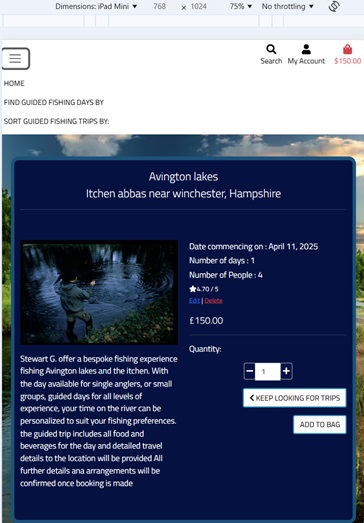 Dimensions: iPad Mini ▼ 768 × 1024 75% ▼ No throttling ▼
Search My Account $150.00
HOME
FIND GUIDED FISHING DAYS BY
SORT GUIDED FISHING TRIPS BY:
Avington lakes
Itchen abbas near winchester, Hampshire
Date commencing on : April 11, 2025
Number of days : 1
Number of People : 4
4.70 / 5
Edit | Delete
£150.00
Quantity:
− 1 +
KEEP LOOKING FOR TRIPS
ADD TO BAG
Stewart G. offer a bespoke fishing experience
fishing Avington lakes and the itchen. With
the day available for single anglers, or small
groups, guided days for all levels of
experience, your time on the river can be
personalized to suit your fishing preferences.
the guided trip includes all food and
beverages for the day and detailed travel
details to the location will be provided All
further details ana arrangements will be
confirmed once booking is made